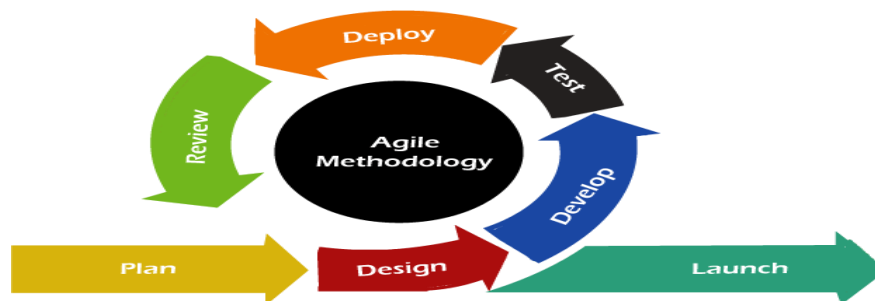 Deploy
Test
Review
Agile
Methodology
Develop
Plan
Design
Launch